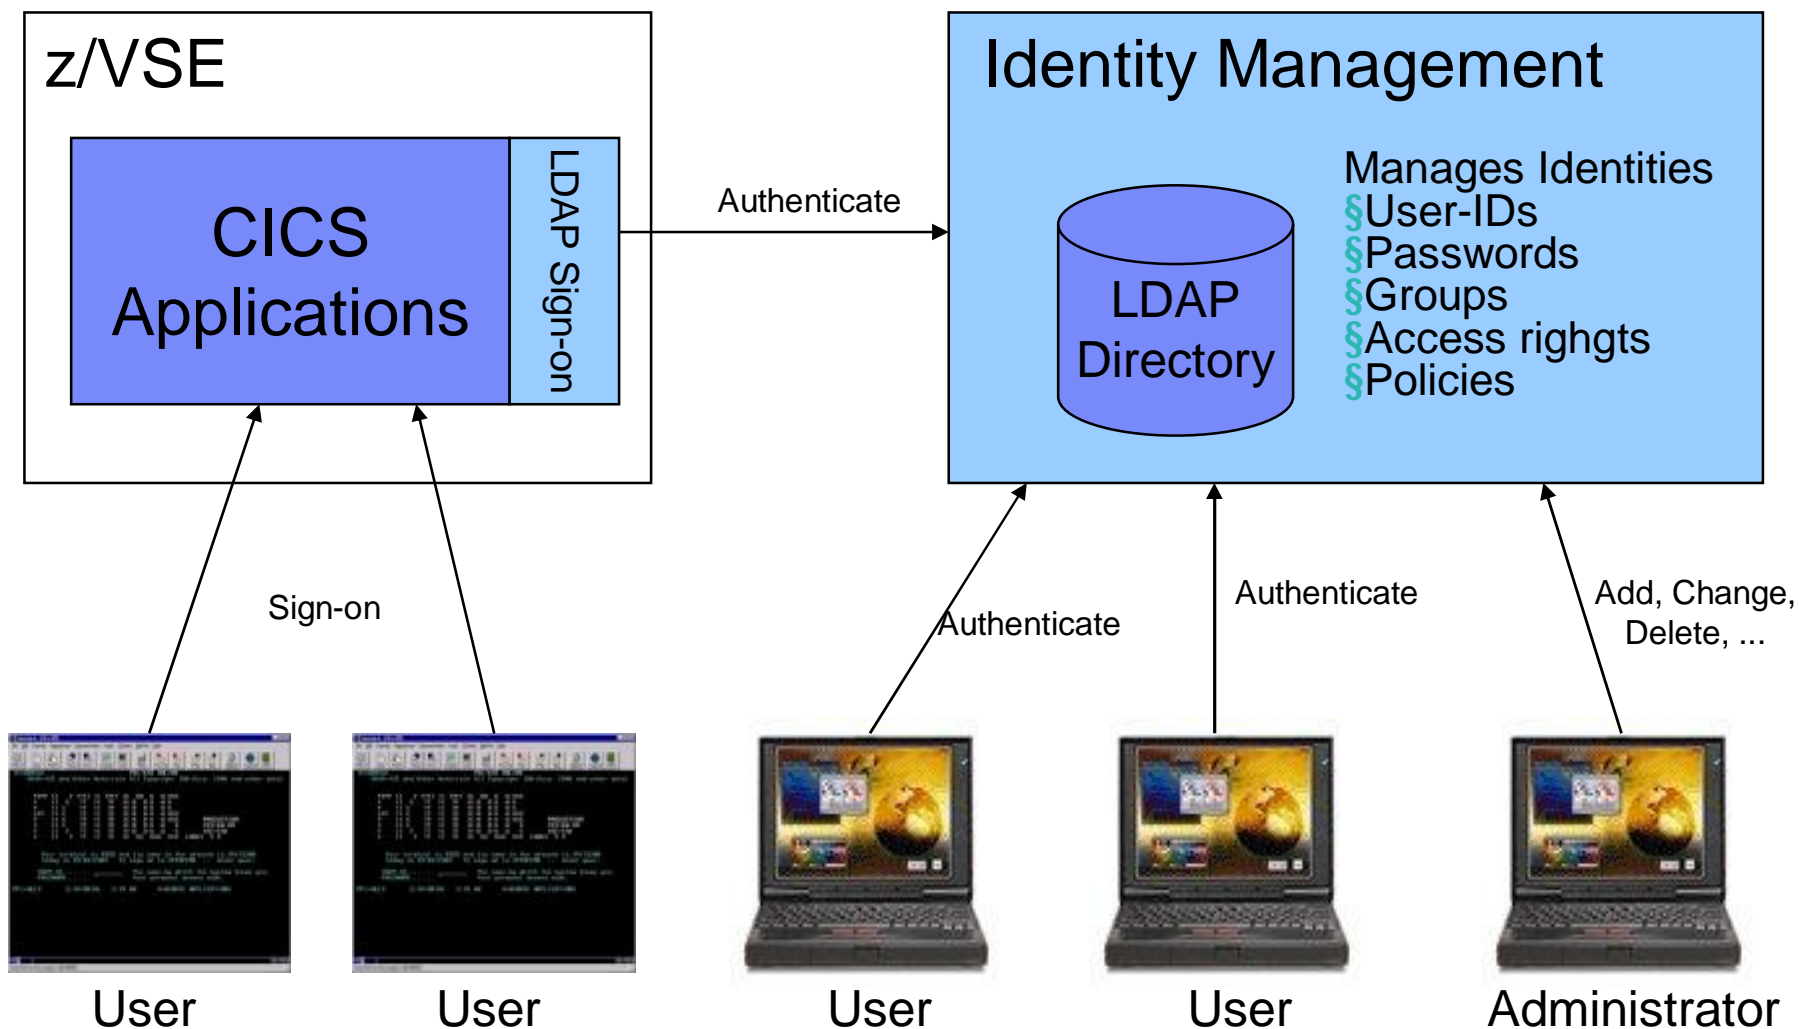 z/VSE
CICS
Applications
LDAP Sign-on
Authenticate
Identity Management
LDAP
Directory
Manages Identities
§User-IDs
§Passwords
§Groups
§Access righgts
§Policies
Sign-on
Authenticate
Authenticate
Add, Change,
Delete, ...
FICTITIOUS
FICTITIOUS
User
User
User
User
Administrator